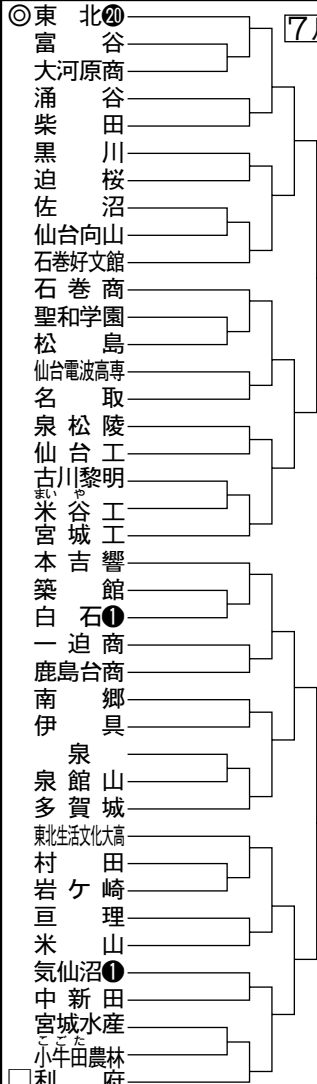 ◎東北⓴
7月
富谷
大河原商
涌谷
柴田
黒川
迫桜
佐沼
仙台向山
石巻好文館
石巻商
聖和学園
松島
仙台電波高専
名取
泉松陵
仙台工
古川黎明
まいや
米谷工
宮城工
本吉響
築館
白石❶
一迫商
鹿島台商
南郷
伊具
泉
泉館山
多賀城
東北生活文化大高
村田
岩ケ崎
亘理
米山
気仙沼❶
中新田
宮城水産
こごた
小牛田農林
□利府